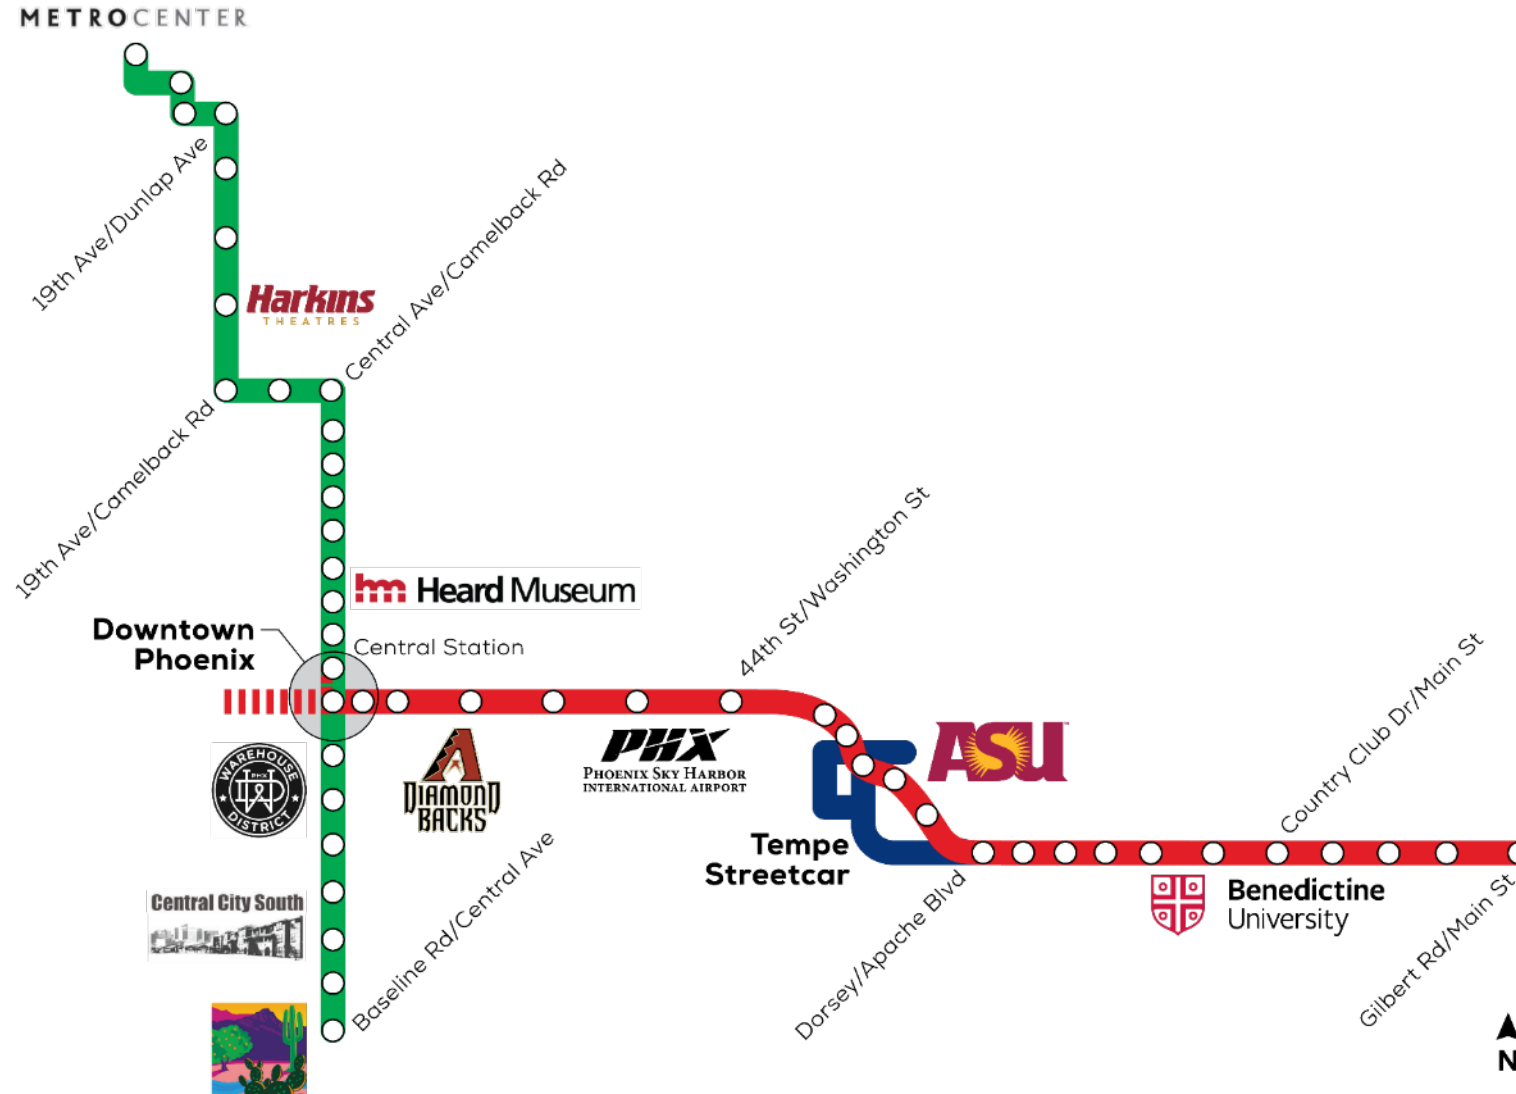 METROCENTER
19th Ave/Dunlap Ave
Central Ave/Camelback Rd
Harkins
THEATRES
19th Ave/Camelback Rd
44th St/Washington St
hm Heard Museum
Downtown
Phoenix
Central Station
Country Club Dr/Main St
WAREHOUSE
PHX
WD
DISTRICT
DIAMOND
BACKS
PHX
PHOENIX SKY HARBOR
INTERNATIONAL AIRPORT
ASU
Tempe
Streetcar
Baseline Rd/Central Ave
Central City South
Dorsey/Apache Blvd
Benedictine
University
Gilbert Rd/Main St
N